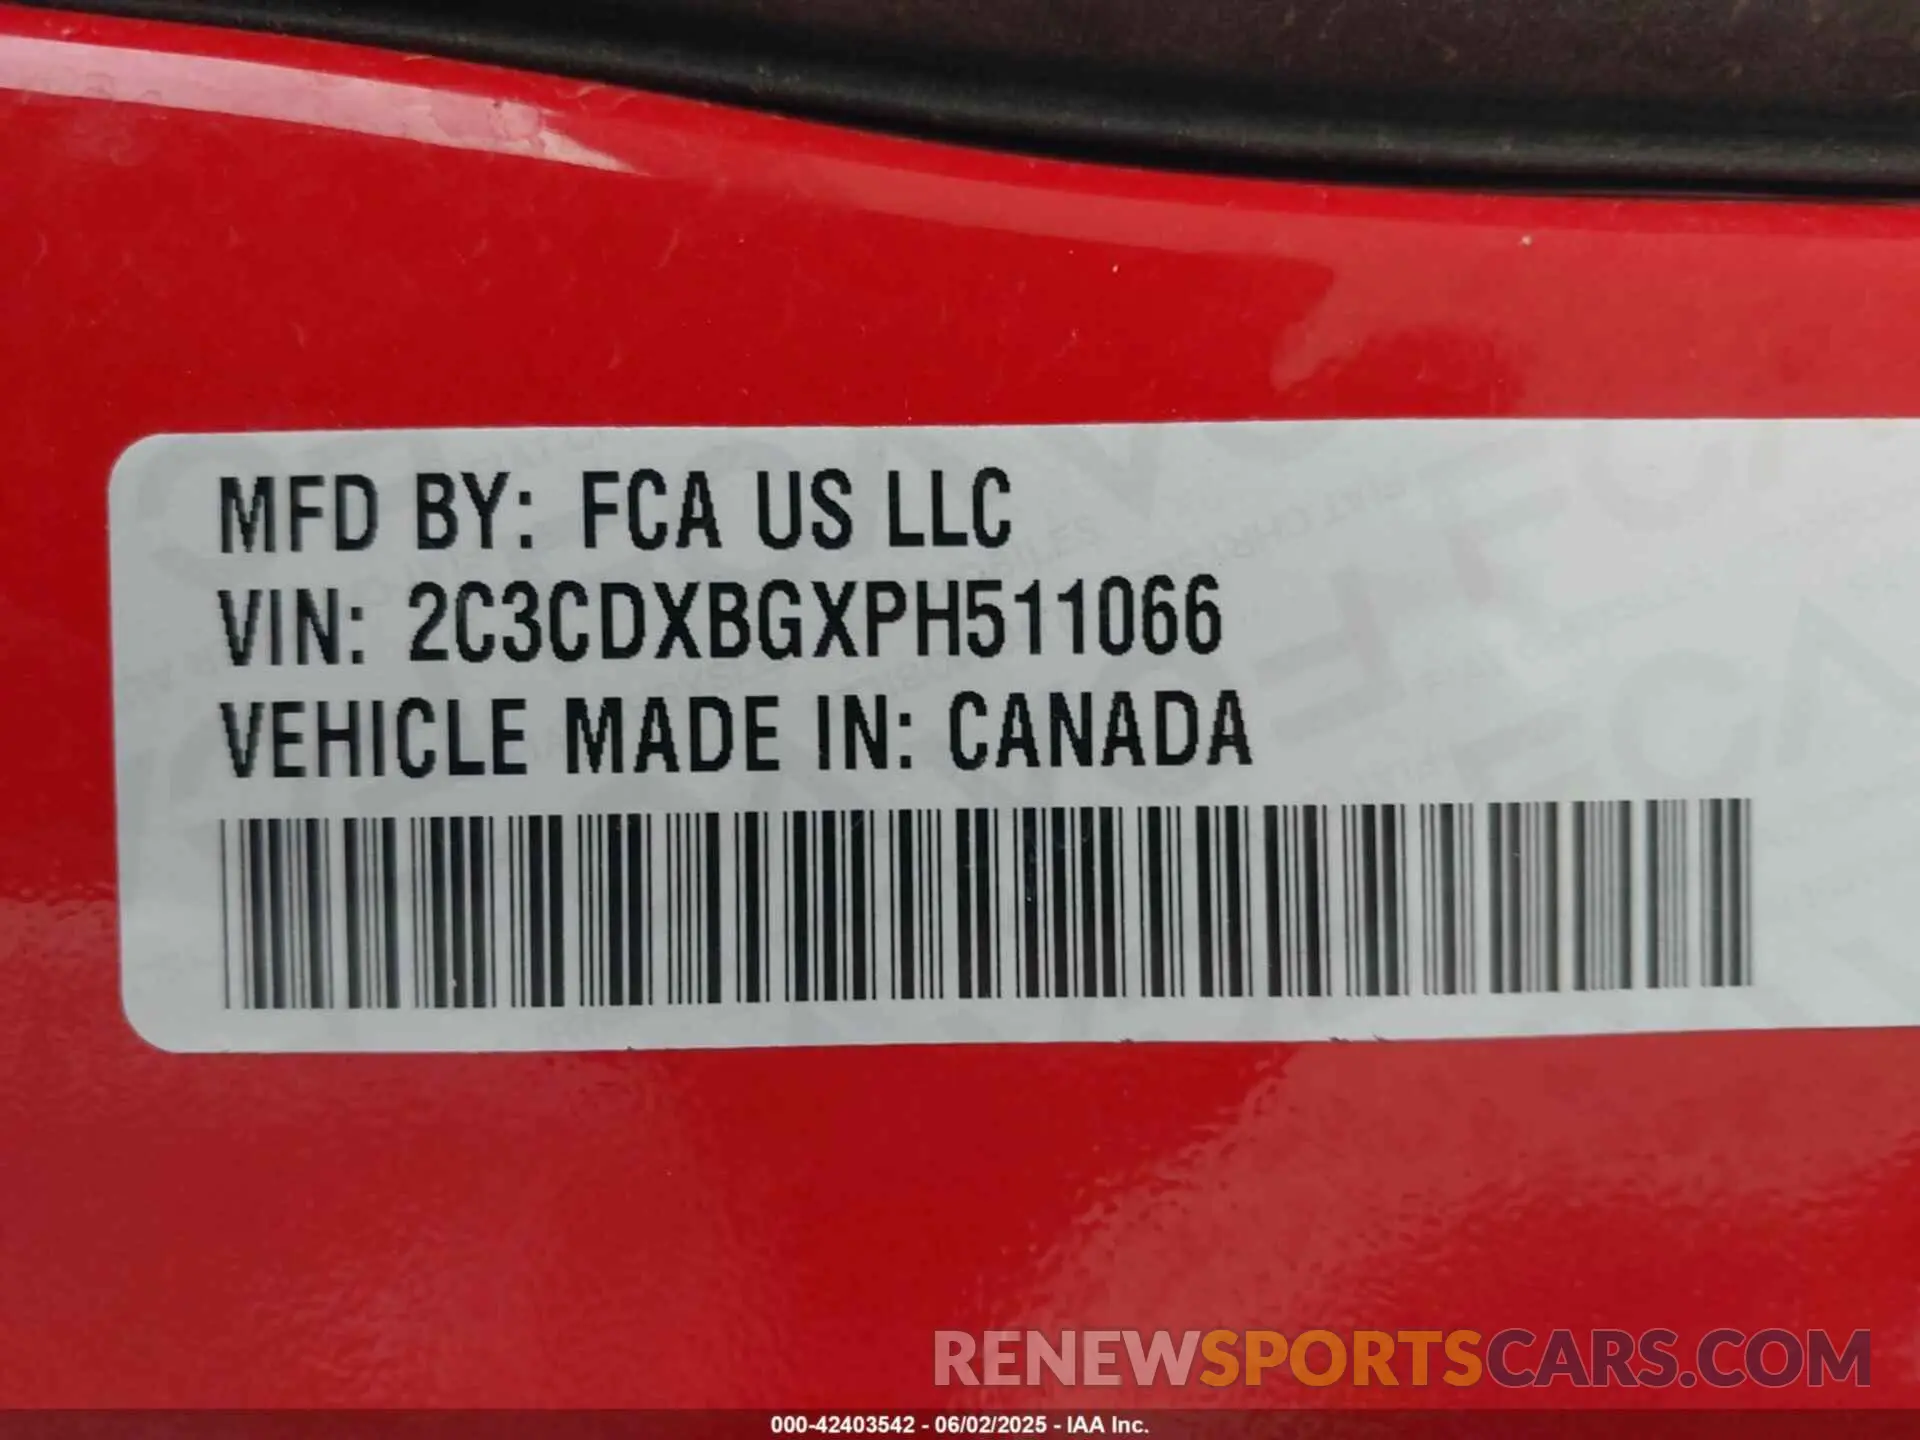 MFD BY: FCA US LLC
VIN: 2C3CDXBGXPH511066
VEHICLE MADE IN: CANADA
RENEWSPORTSCARS.COM
000-42403542 - 06/02/2025 - IAA Inc.